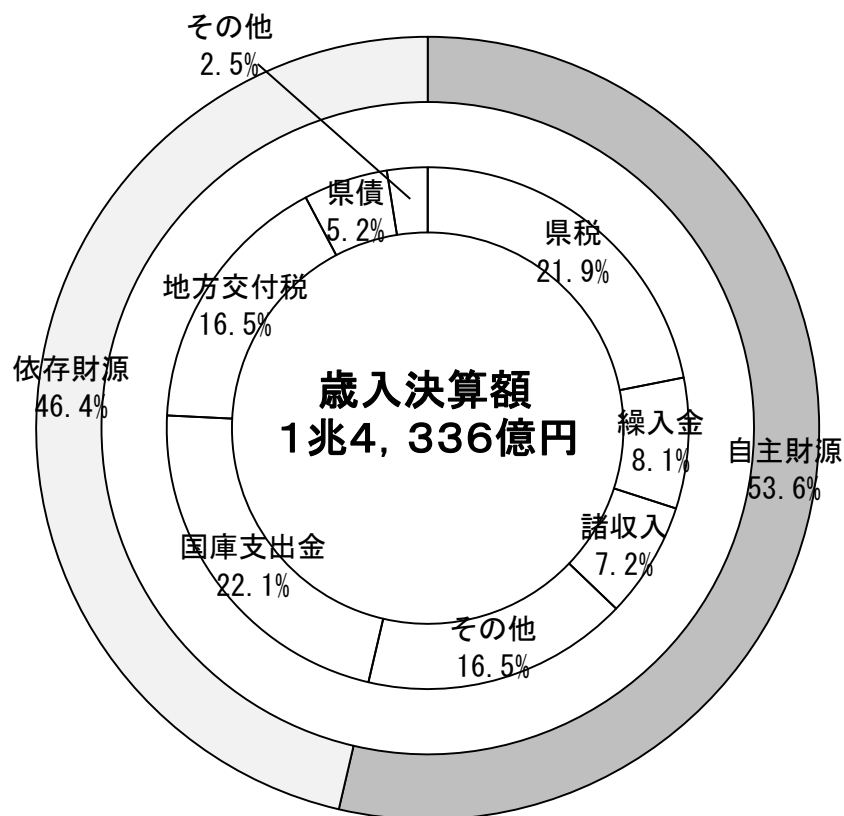 その他
2.5%
県債
5.2%
県税
21.9%
地方交付税
16.5%
依存財源
46.4%
歳入決算額
1兆4,336億円
繰入金
8.1%
自主財源
53.6%
諸収入
7.2%
国庫支出金
22.1%
その他
16.5%